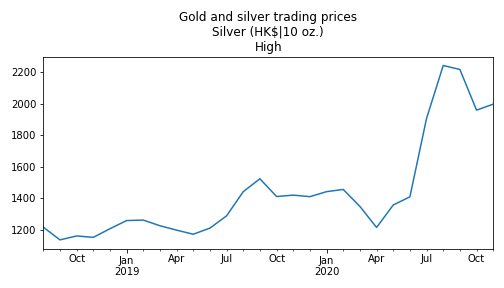 Gold and silver trading prices
Silver (HK$|10 oz.)
High
2200
2000
1800
1600
1400
1200
Oct
Jan
2019
Apr
Jul
Oct
Jan
2020
Apr
Jul
Oct